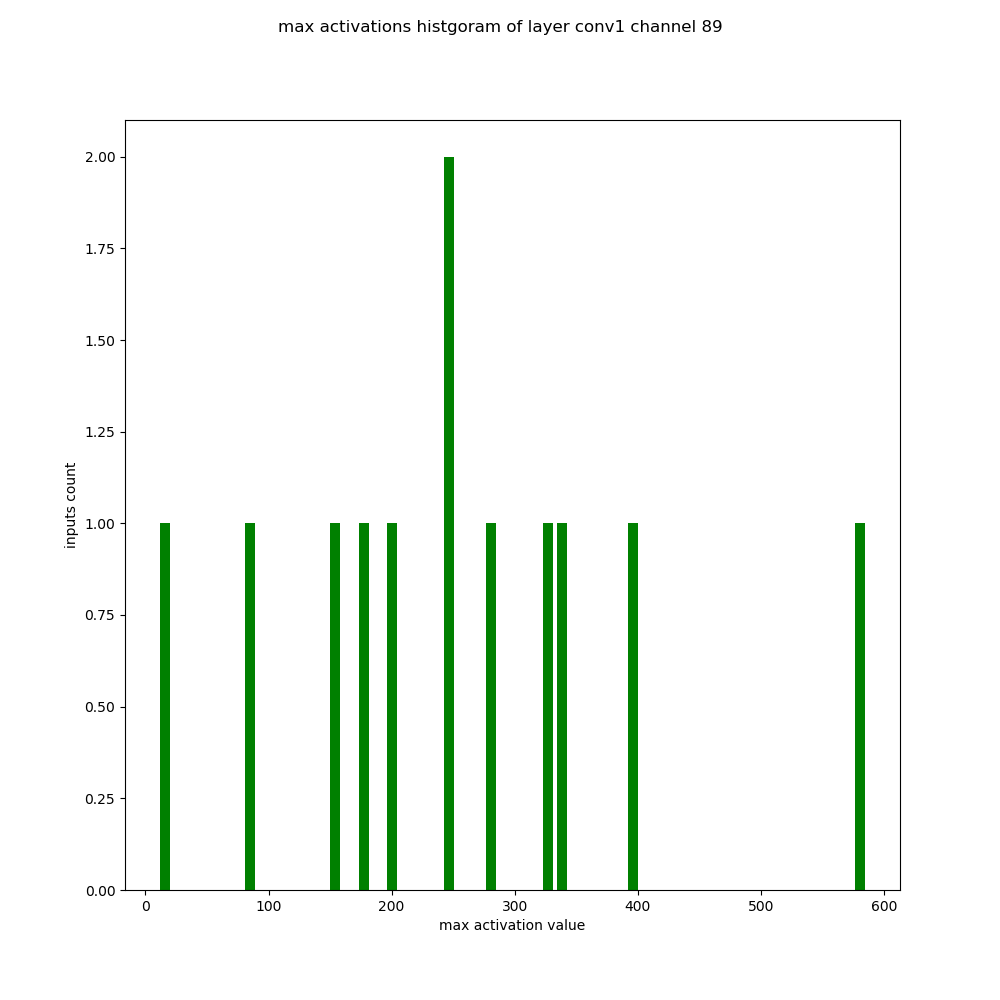 max activations histgoram of layer conv1 channel 89
2.00
1.75
1.50
1.25
1.00
0.75
0.50
0.25
0.00
inputs count
0 100 200 300 400 500 600
max activation value